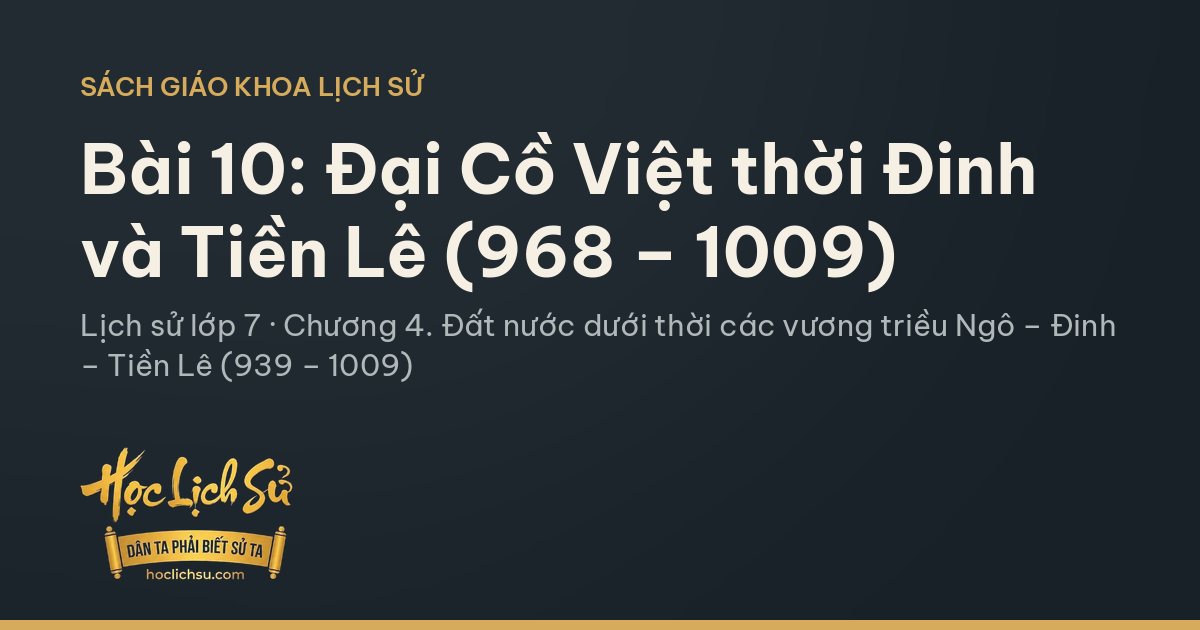 SÁCH GIÁO KHOA LỊCH SỬ
Bài 10: Đại Cồ Việt thời Đinh
và Tiền Lê (968 – 1009)
Lịch sử lớp 7 · Chương 4. Đất nước dưới thời các vương triều Ngô – Đinh
– Tiền Lê (939 – 1009)
Học Lịch Sử
DÂN TA PHẢI BIẾT SỬ TA
hoclichsu.com